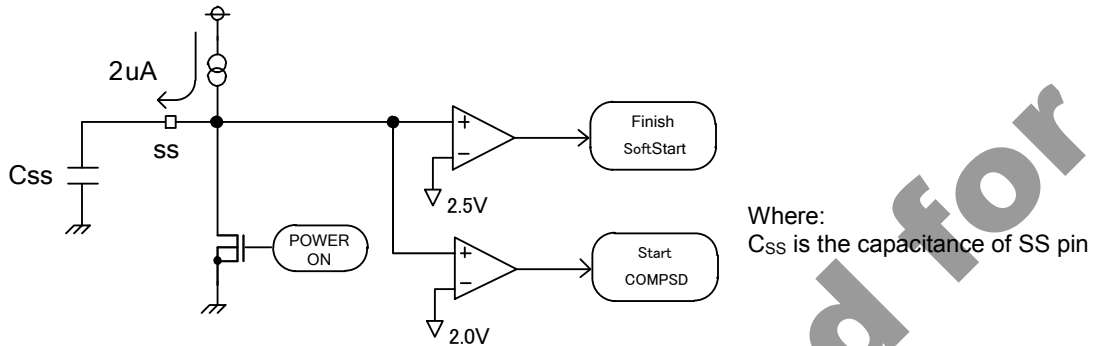 2uA
ss
Css
POWER
ON
2.5V
2.0V
Finish
SoftStart
Start
COMPSD
Where:
CSS is the capacitance of SS pin
d for